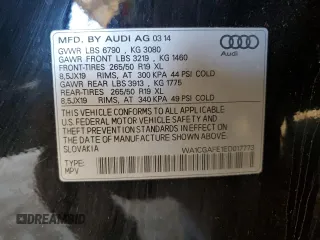 MFD. BY AUDI AG 03 14
GVWR LBS 6790 , KG 3080
GAWR FRONT LBS 3219 , KG 1460
FRONT-TIRES 265/50 R19 XL
8,5JX19 RIMS, AT 300 KPA 44 PSI COLD
GAWR REAR LBS 3913 , KG 1775
REAR-TIRES 265/50 R19 XL
8,5JX19 RIMS, AT 340 KPA 49 PSI COLD
THIS VEHICLE CONFORMS TO ALL APPLICABLE
U.S. FEDERAL MOTOR VEHICLE SAFETY
AND THEFT PREVENTION STANDARDS IN EFFECT ON
THE DATE OF MANUFACTURE SHOWN ABOVE.
SLOVAKIA
WA1CGAFE1ED017773
TYPE:
MPV
Audi
DREAMBID